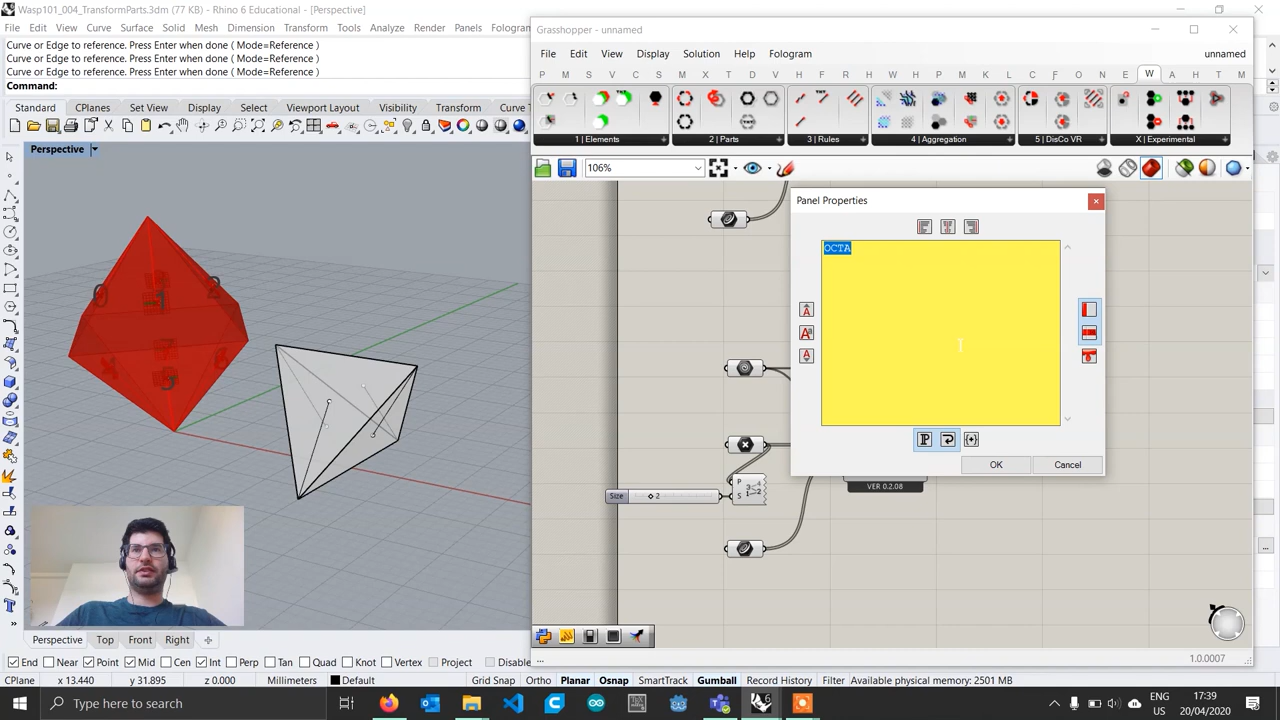 Wasp101_004_TransformParts.3dm (77 KB) - Rhino 6 Educational - [Perspective]
File Edit View Curve Surface Solid Mesh Dimension Transform Tools Analyze Render Panels Fologram
Curve or Edge to reference. Press Enter when done ( Mode=Reference )
Curve or Edge to reference. Press Enter when done ( Mode=Reference )
Curve or Edge to reference. Press Enter when done ( Mode=Reference )
Command:
Standard CPlanes Set View Display Select Viewport Layout Visibility Transform Curve T
Perspective
0 1 2
Grasshopper - unnamed
File Edit View Display Solution Help Fologram unnamed
P M S V C S M X T D V R H F W R K L C F O N E W A H T M
1 | Elements 2 | Parts 3 | Rules 4 | Aggregation 5 | DisCo VR X | Experimental
106%
Panel Properties
OCTA
OK Cancel
P
S
Size 2
VER 0.2.08
... 1.0.0007
Perspective Top Front Right
End Near Point Mid Cen Int Perp Tan Quad Knot Vertex Project Disable
CPlane x 13.440 y 31.895 z 0.000 Millimeters Default Grid Snap Ortho Planar Osnap SmartTrack Gumball Record History Filter Available physical memory: 2501 MB
Type here to search
ENG
US
17:39
20/04/2020